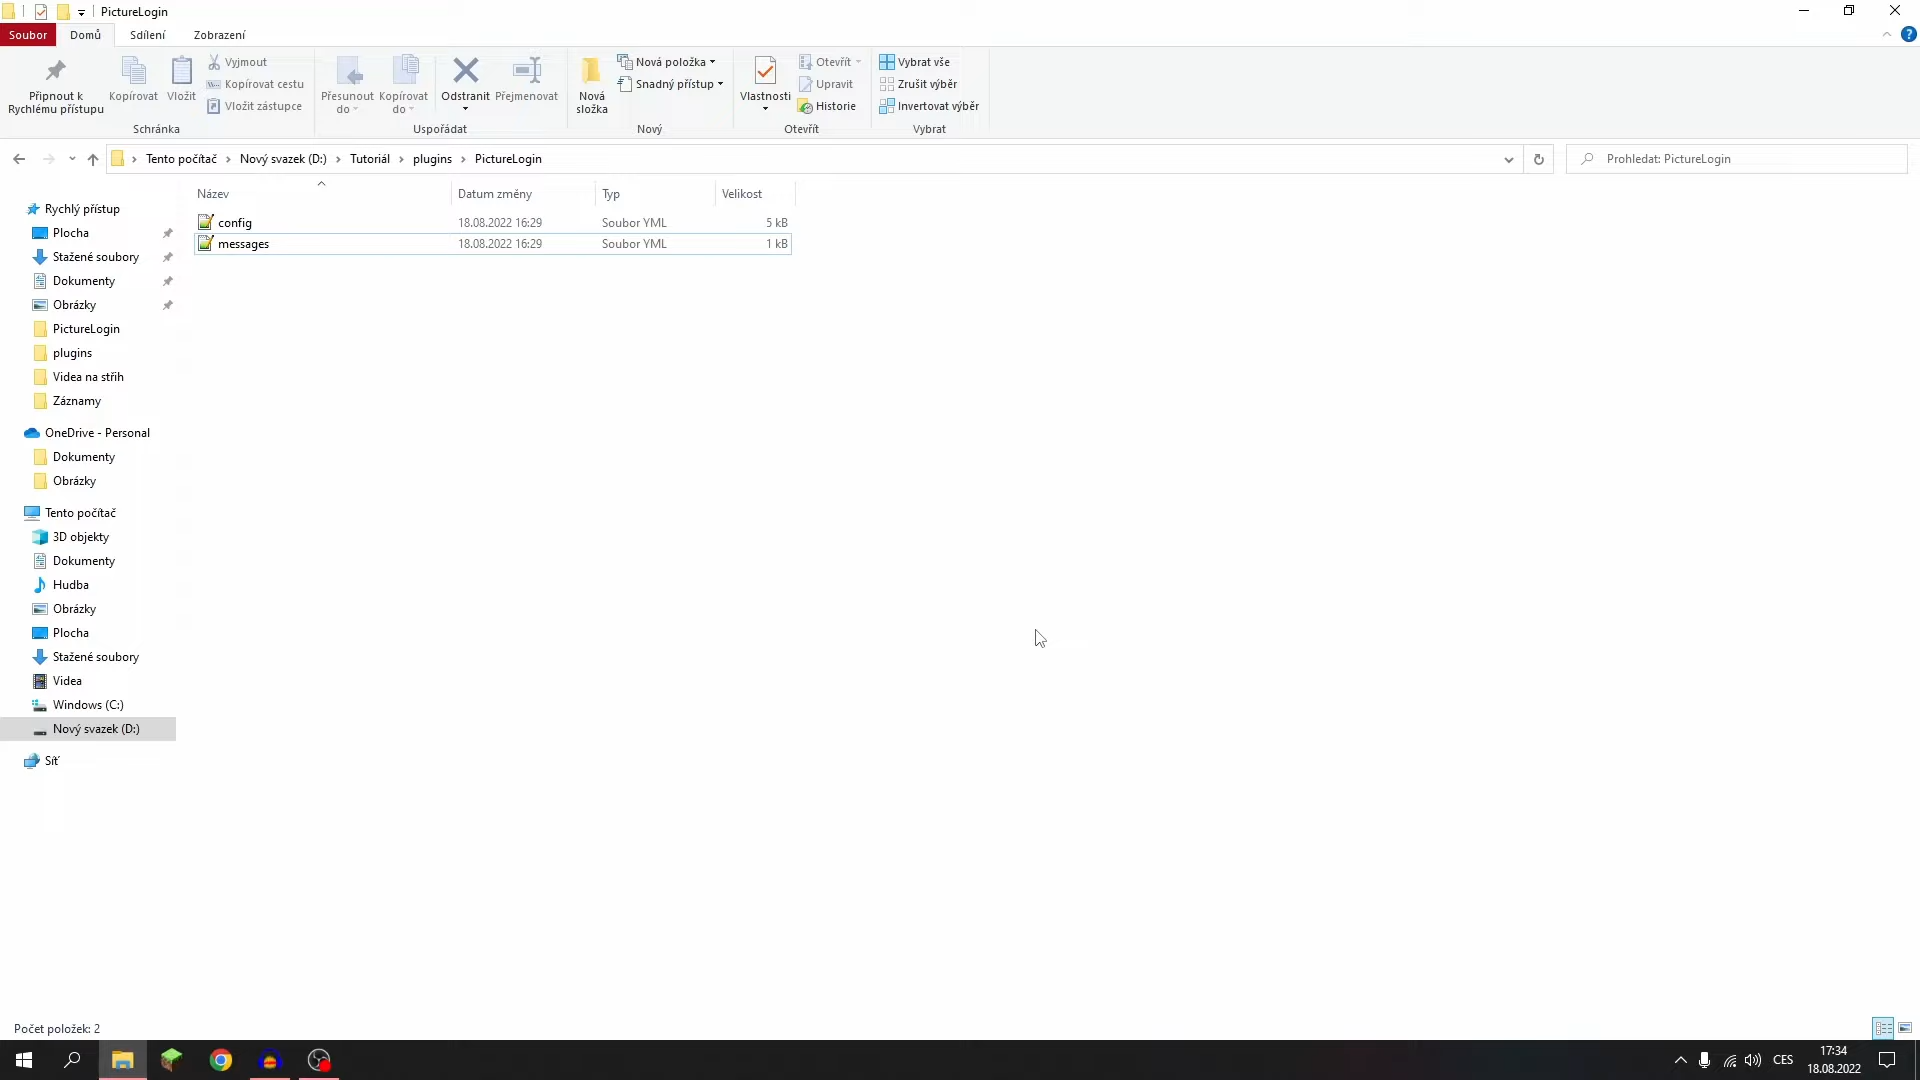 PictureLogin
Soubor Domů Sdílení Zobrazení
Připnout k Rychlému přístupu
Kopírovat
Vložit
Vyjmout
Kopírovat cestu
Vložit zástupce
Schránka
Přesunout do
Kopírovat do
Odstranit
Přejmenovat
Uspořádat
Nová složka
Nová položka
Snadný přístup
Nový
Vlastnosti
Otevřít
Upravit
Historie
Otevřít
Vybrat vše
Zrušit výběr
Invertovat výběr
Vybrat
Tento počítač › Nový svazek (D:) › Tutoriál › plugins › PictureLogin
Prohledat: PictureLogin
Název Datum změny Typ Velikost
config 18.08.2022 16:29 Soubor YML 5 kB
messages 18.08.2022 16:29 Soubor YML 1 kB
Rychlý přístup
Plocha
Stažené soubory
Dokumenty
Obrázky
PictureLogin
plugins
Videa na střih
Záznamy
OneDrive - Personal
Dokumenty
Obrázky
Tento počítač
3D objekty
Dokumenty
Hudba
Obrázky
Plocha
Stažené soubory
Videa
Windows (C:)
Nový svazek (D:)
Síť
Počet položek: 2
CES
17:34
18.08.2022